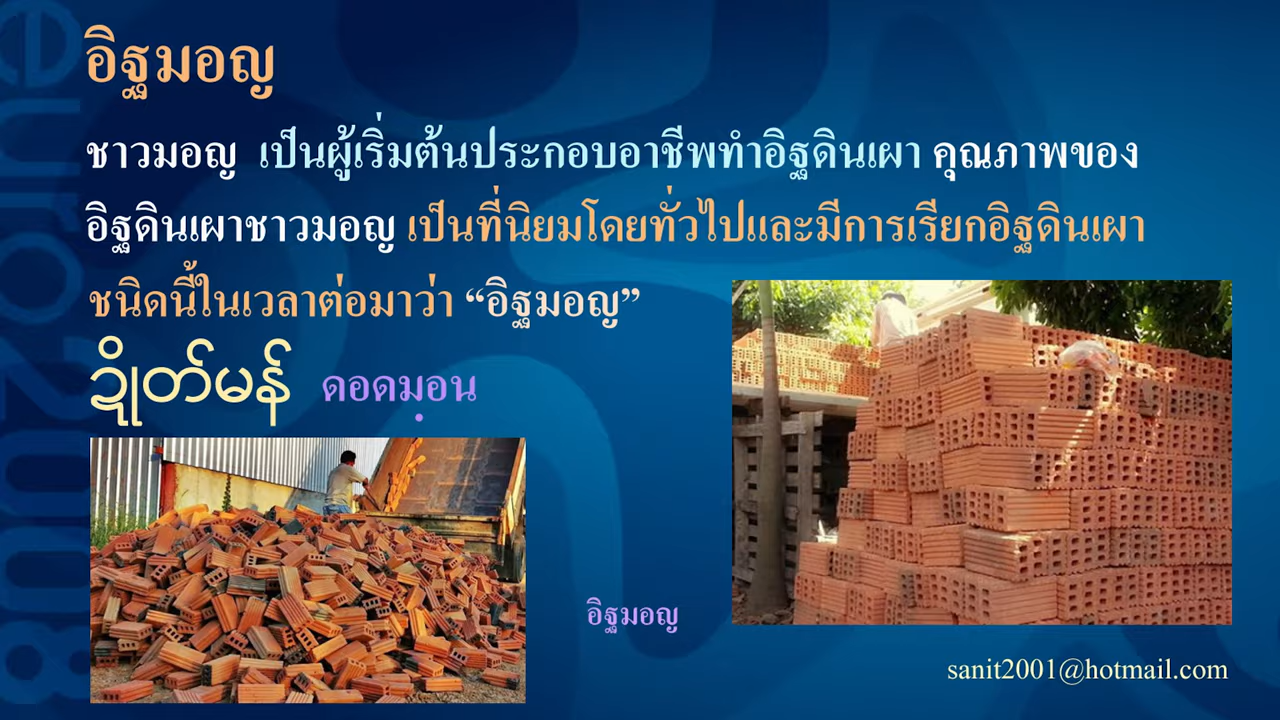 อิฐมอญ
ชาวมอญ เป็นผู้เริ่มต้นประกอบอาชีพทำอิฐดินเผา คุณภาพของ
อิฐดินเผาชาวมอญ เป็นที่นิยมโดยทั่วไปและมีการเรียกอิฐดินเผา
ชนิดนี้ในเวลาต่อมาว่า “อิฐมอญ”
ဍိုတ်မန် ดอดมฺอน
อิฐมอญ
sanit2001@hotmail.com